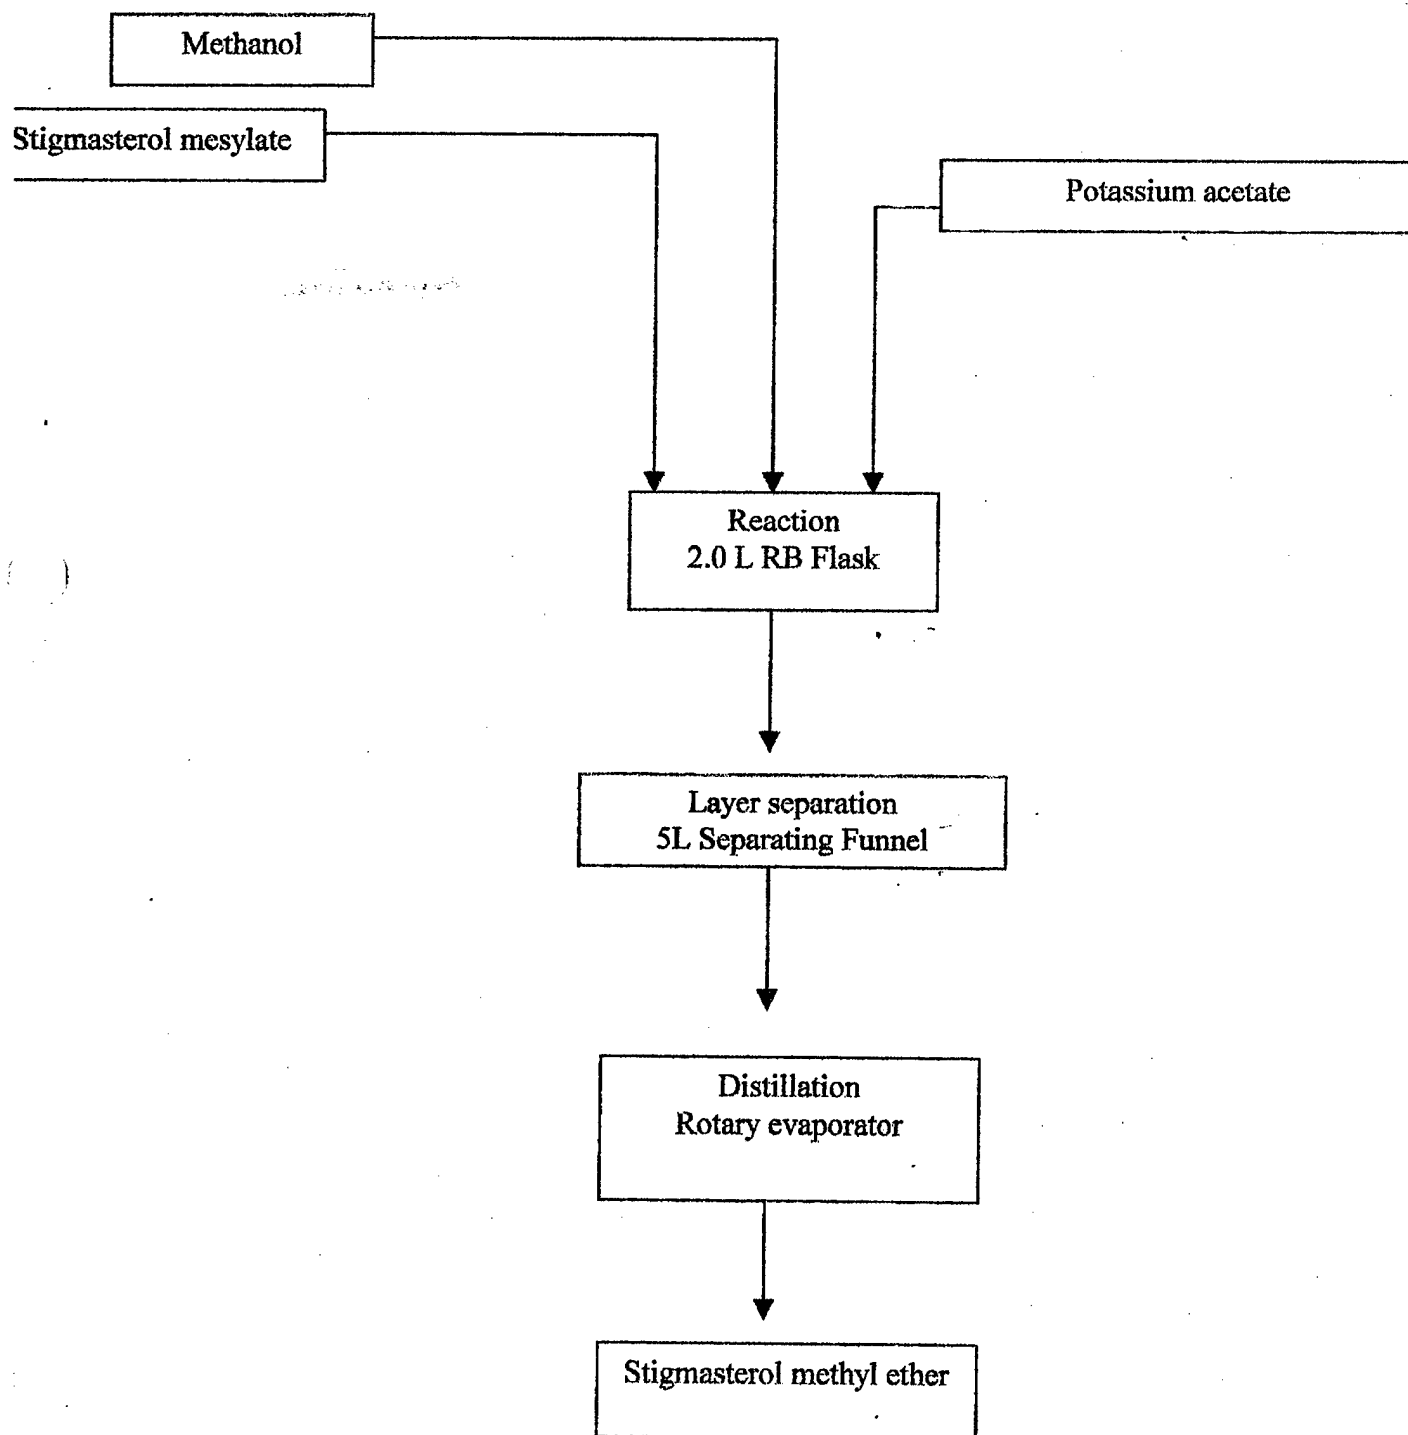 Methanol
Stigmasterol mesylate
Potassium acetate
Reaction
2.0 L RB Flask
Layer separation
5L Separating Funnel
Distillation
Rotary evaporator
Stigmasterol methyl ether